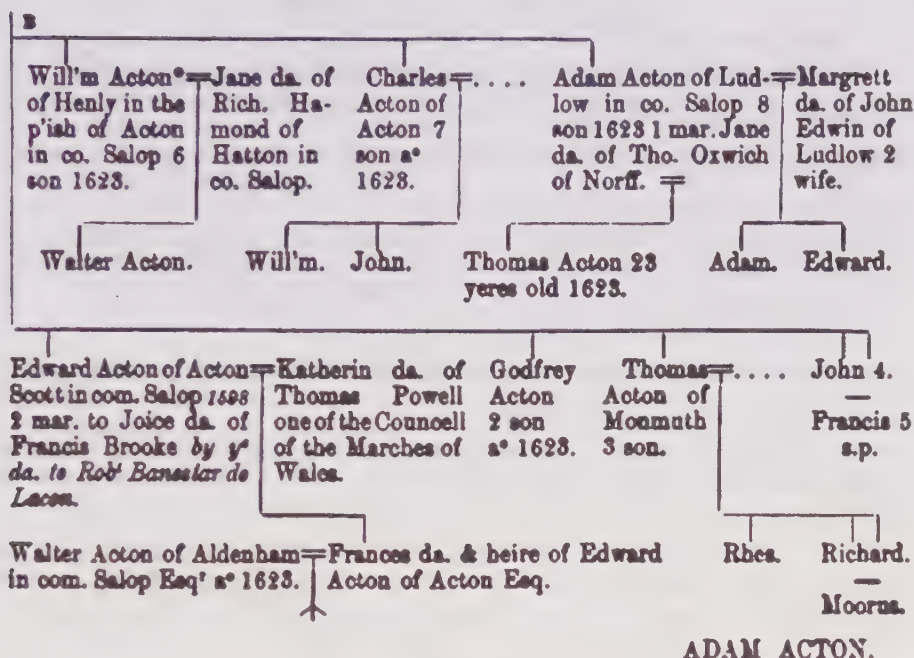 B
Will'm Acton*
of Henly in the
p'ish of Acton
in co. Salop 6
son 1623.
Jane da. of
Rich. Ha-
mond of
Hatton in
co. Salop.
Charles
Acton of
Acton 7
son aº
1623.
....
Adam Acton of Lud-
low in co. Salop 8
son 1623 1 mar. Jane
da. of Tho. Oxwich
of Norff.
Margrett
da. of John
Edwin of
Ludlow 2
wife.
Walter Acton.
Will'm.
John.
Thomas Acton 23
yeres old 1623.
Adam.
Edward.
Edward Acton of Acton
Scott in com. Salop 1598
2 mar. to Joice da. of
Francis Brooke by yᵉ
da. to Robᵗ de
Lacon.
Katherin da. of
Thomas Powell
one of the Councell
of the Marches of
Wales.
Godfrey
Acton
2 son
aº 1623.
Thomas
Acton of
Monmuth
3 son.
....
John 4.
—
Francis 5
s.p.
Walter Acton of Aldenham
in com. Salop Esqʳ aº 1623.
Frances da. & heire of Edward
Acton of Acton Esq.
Rhea.
Richard.
—
Moorna.
ADAM ACTON.